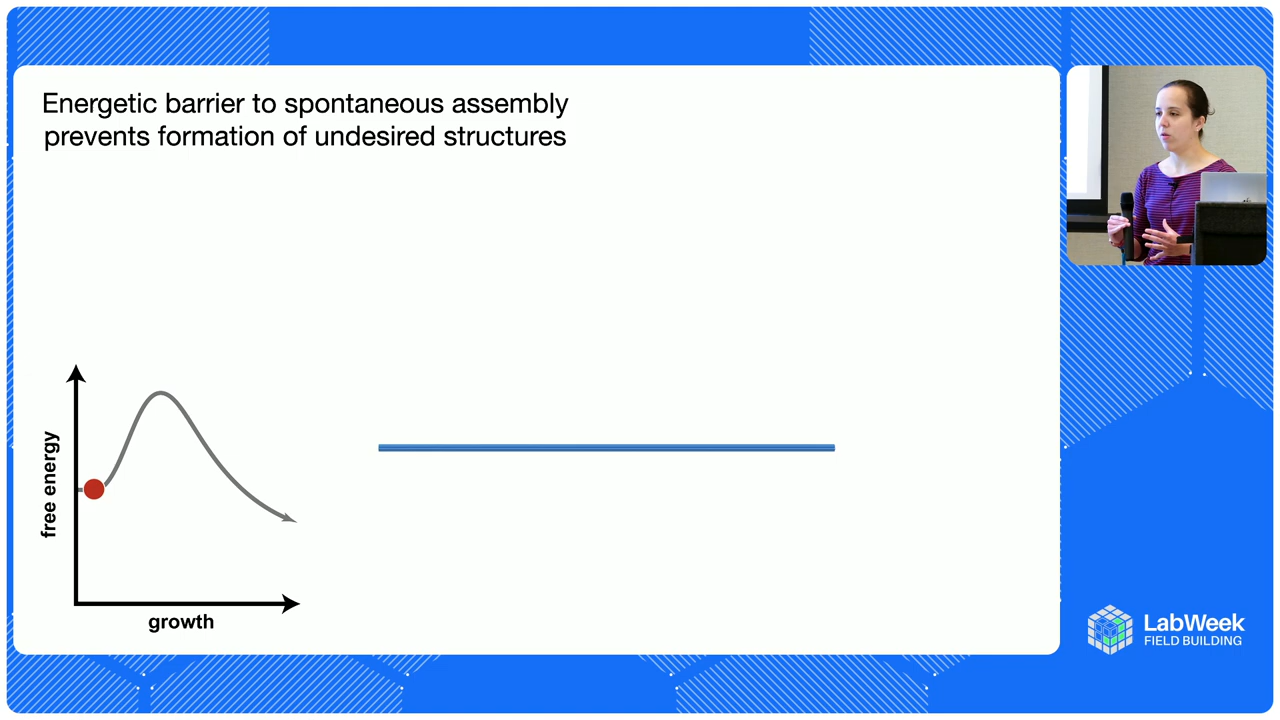 Energetic barrier to spontaneous assembly
prevents formation of undesired structures
free energy
growth
LabWeek
FIELD BUILDING